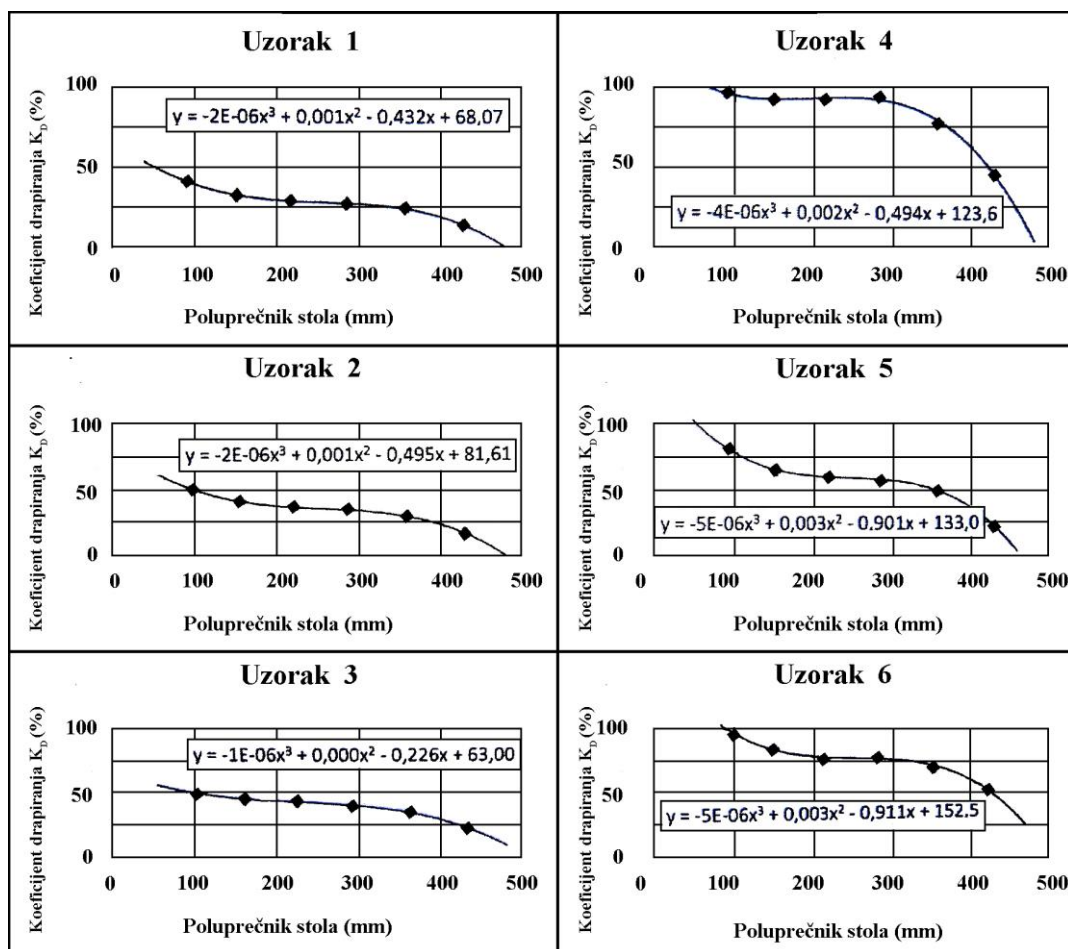 Uzorak 1
Koeficijent drapiranja K_D (%)
100
50
0
y = -2E-06x³ + 0,001x² - 0,432x + 68,07
0 100 200 300 400 500
Poluprečnik stola (mm)
Uzorak 4
Koeficijent drapiranja K_D (%)
100
50
0
y = -4E-06x³ + 0,002x² - 0,494x + 123,6
0 100 200 300 400 500
Poluprečnik stola (mm)
Uzorak 2
Koeficijent drapiranja K_D (%)
100
50
0
y = -2E-06x³ + 0,001x² - 0,495x + 81,61
0 100 200 300 400 500
Poluprečnik stola (mm)
Uzorak 5
Koeficijent drapiranja K_D (%)
100
50
0
y = -5E-06x³ + 0,003x² - 0,901x + 133,0
0 100 200 300 400 500
Poluprečnik stola (mm)
Uzorak 3
Koeficijent drapiranja K_D (%)
100
50
0
y = -1E-06x³ + 0,000x² - 0,226x + 63,00
0 100 200 300 400 500
Poluprečnik stola (mm)
Uzorak 6
Koeficijent drapiranja K_D (%)
100
50
0
y = -5E-06x³ + 0,003x² - 0,911x + 152,5
0 100 200 300 400 500
Poluprečnik stola (mm)